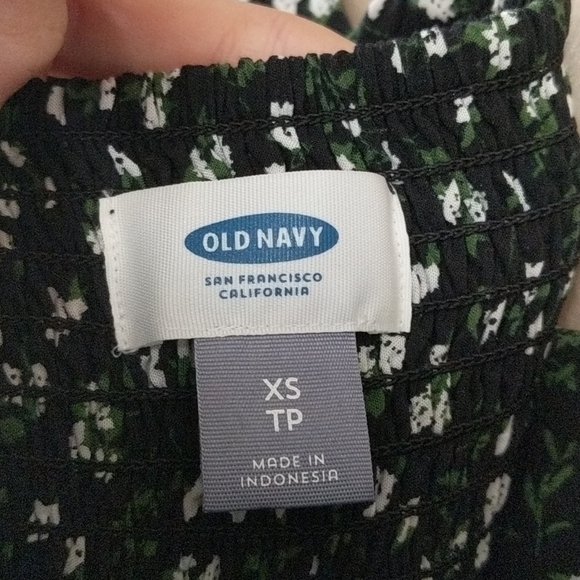 OLD NAVY
SAN FRANCISCO
CALIFORNIA
XS
TP
MADE IN
INDONESIA